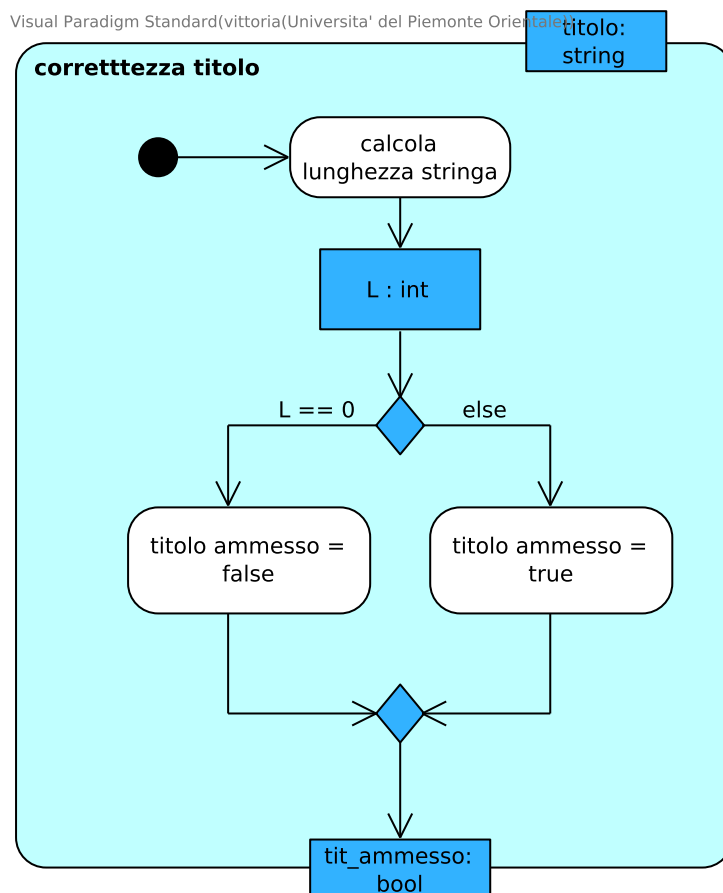 Visual Paradigm Standard(vittoria(Universita' del Piemonte Orientale))
titolo:
string
corretttezza titolo
calcola
lunghezza stringa
L : int
L == 0
else
titolo ammesso =
false
titolo ammesso =
true
tit_ammesso:
bool